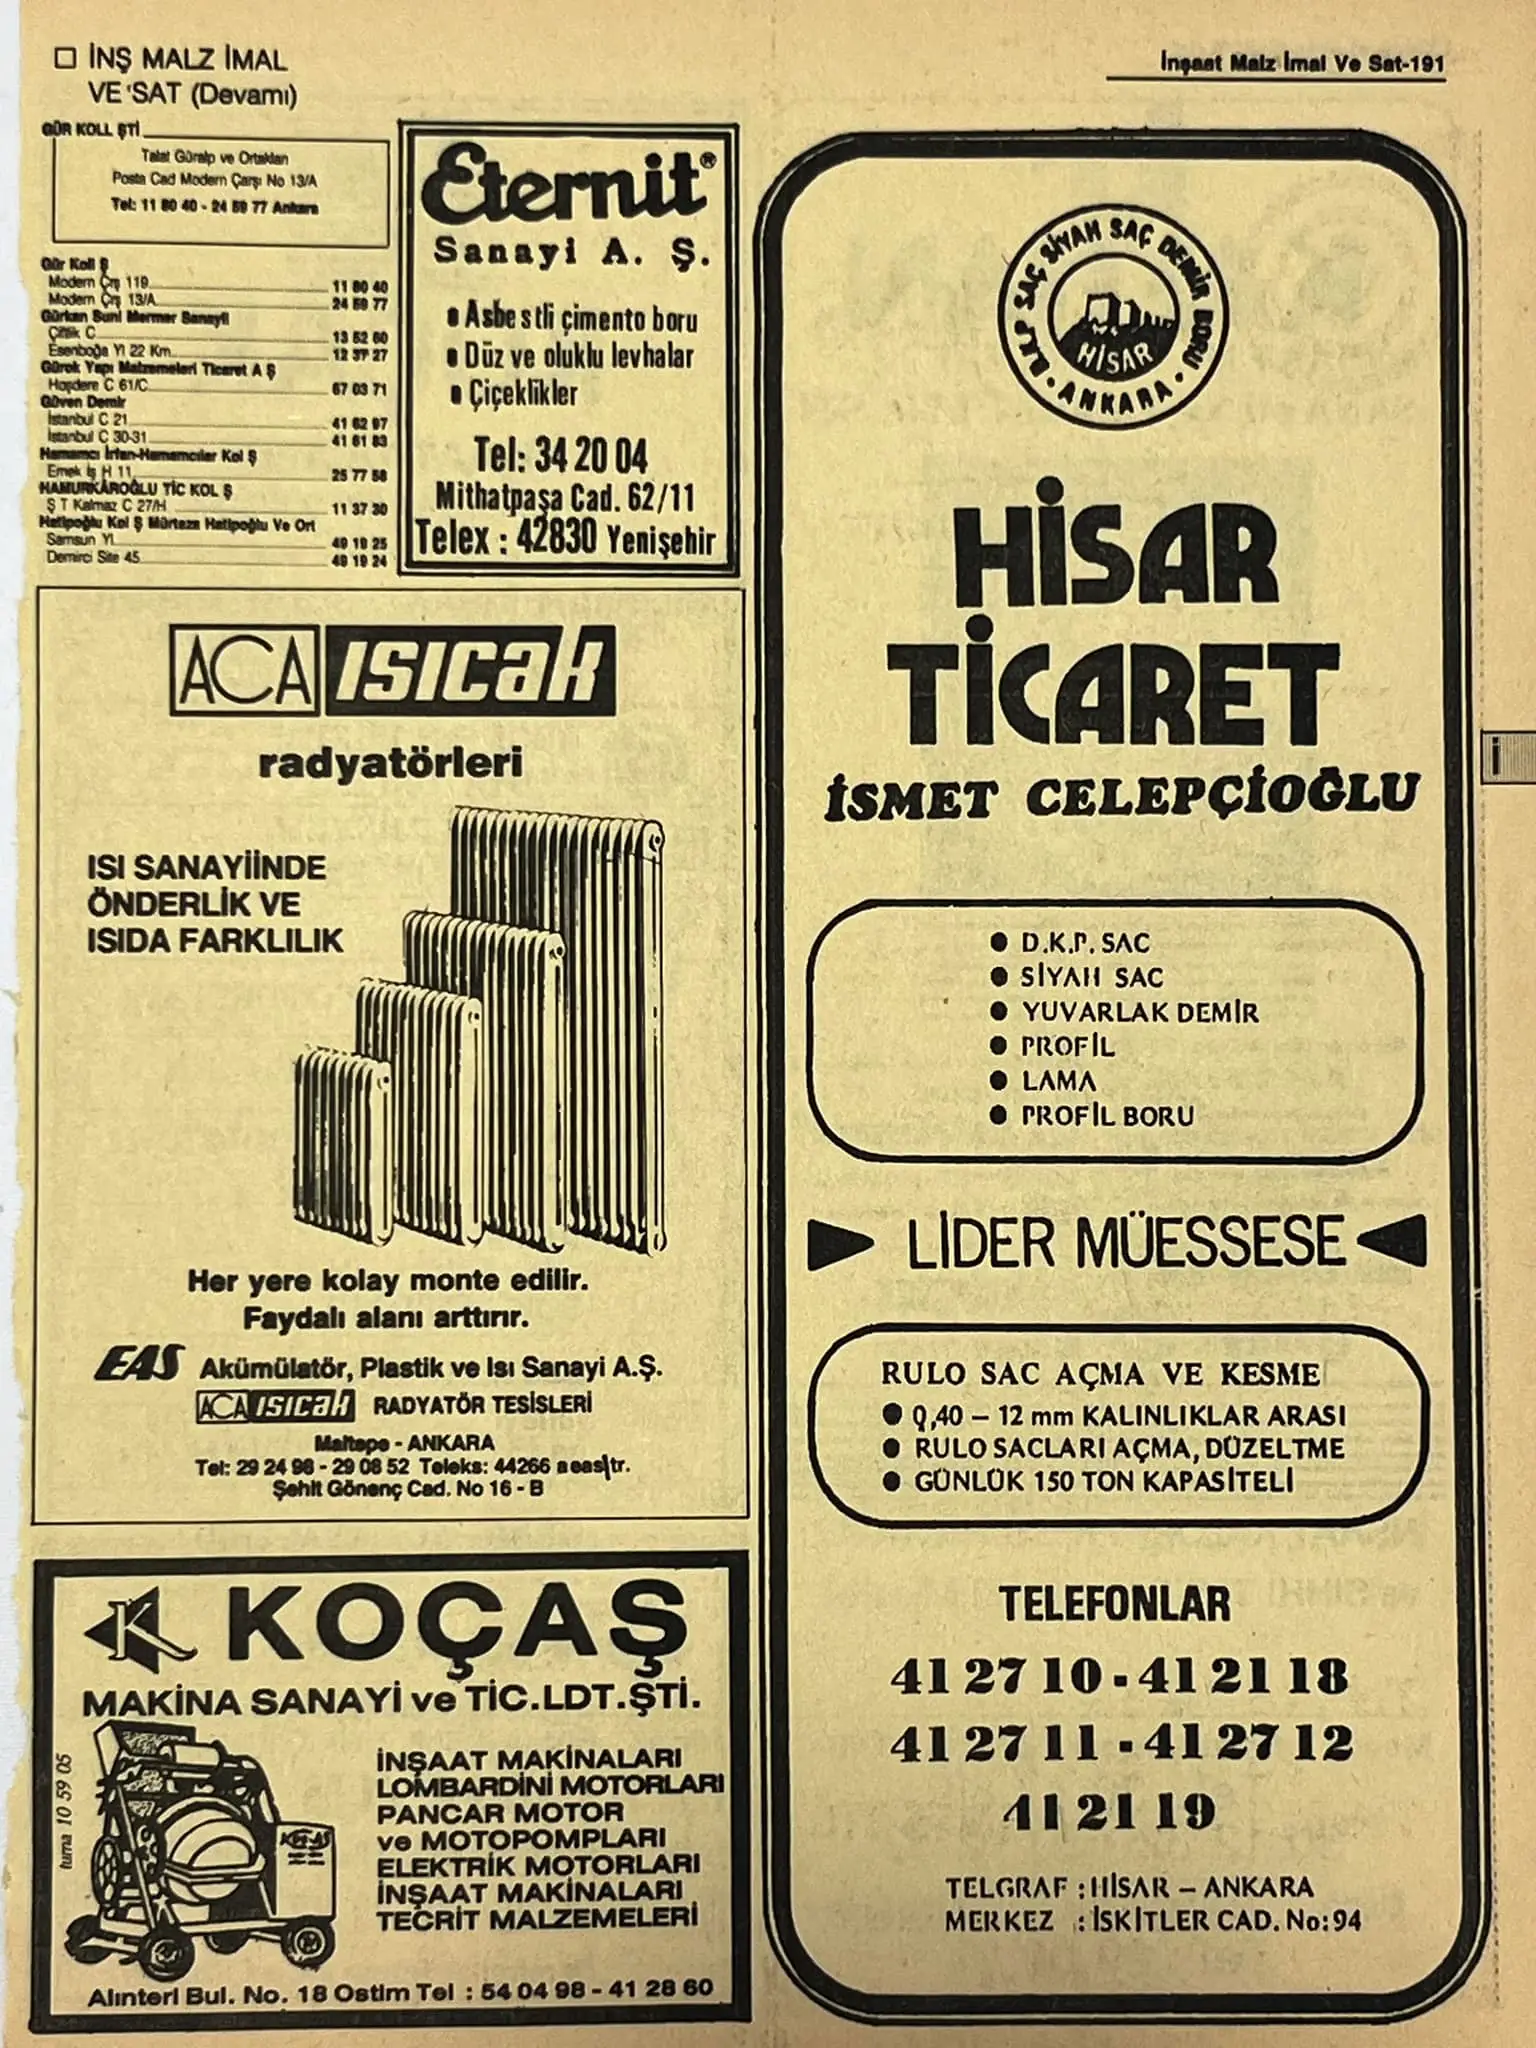 □ İNŞ MALZ İMAL
VE SAT (Devamı)
İnşaat Malz İmal Ve Sat-191
GÜR KOLL ŞTİ
Talat Güralp ve Ortakları
Posta Cad Modern Çarşı No 13/A
Tel: 11 80 40 - 24 59 77 Ankara
Gür Koll Ş
Modern Çrş 119 11 80 40
Modern Çrş 13/A 24 59 77
Gürkan Suni Mermer Sanayii
Çiftlik C 13 52 60
Esenboğa Yl 22 Km 12 37 27
Gürok Yapı Malzemeleri Ticaret A Ş
Hoşdere C 61/C 67 03 71
Güven Demir
İstanbul C 21 41 62 97
İstanbul C 30-31 41 61 83
Hamamcı İrfan-Hamamcılar Kol Ş
Emek İş H 11 25 77 58
HAMURKÂROĞLU TİC KOL Ş
Ş T Kalmaz C 27/H 11 37 30
Hatipoğlu Kol Ş Mürteza Hatipoğlu Ve Ort
Samsun Yl 49 19 25
Demirci Site 45 49 19 24
Eternit®
Sanayi A. Ş.
• Asbestli çimento boru
• Düz ve oluklu levhalar
• Çiçeklikler
Tel: 34 20 04
Mithatpaşa Cad. 62/11
Telex : 42830 Yenişehir
ACA ISICAK
radyatörleri
ISI SANAYİİNDE
ÖNDERLİK VE
ISIDA FARKLILIK
Her yere kolay monte edilir.
Faydalı alanı arttırır.
EAS Akümülatör, Plastik ve Isı Sanayi A.Ş.
ACA ISICAK RADYATÖR TESİSLERİ
Maltepe - ANKARA
Tel: 29 24 98 - 29 08 52 Teleks: 44266 aeas tr.
Şehit Gönenç Cad. No 16 - B
K KOÇAŞ
MAKİNA SANAYİ ve TİC.LDT.ŞTİ.
İNŞAAT MAKİNALARI
LOMBARDİNİ MOTORLARI
PANCAR MOTOR
ve MOTOPOMPLARI
ELEKTRİK MOTORLARI
İNŞAAT MAKİNALARI
TECRİT MALZEMELERİ
tuma 10 59 05
Alınteri Bul. No. 18 Ostim Tel : 54 04 98 - 41 28 60
D.K.P SAÇ SİYAH SAÇ DEMİR BORU
HİSAR
• ANKARA •
HİSAR
TİCARET
İSMET CELEPÇİOĞLU
● D.K.P. SAC
● SİYAH SAC
● YUVARLAK DEMİR
● PROFİL
● LAMA
● PROFİL BORU
▶ LİDER MÜESSESE ◀
RULO SAC AÇMA VE KESME
● 0,40 – 12 mm KALINLIKLAR ARASI
● RULO SACLARI AÇMA, DÜZELTME
● GÜNLÜK 150 TON KAPASİTELİ
TELEFONLAR
41 27 10 - 41 21 18
41 27 11 - 41 27 12
41 21 19
TELGRAF : HİSAR – ANKARA
MERKEZ : İSKİTLER CAD. No: 94
i